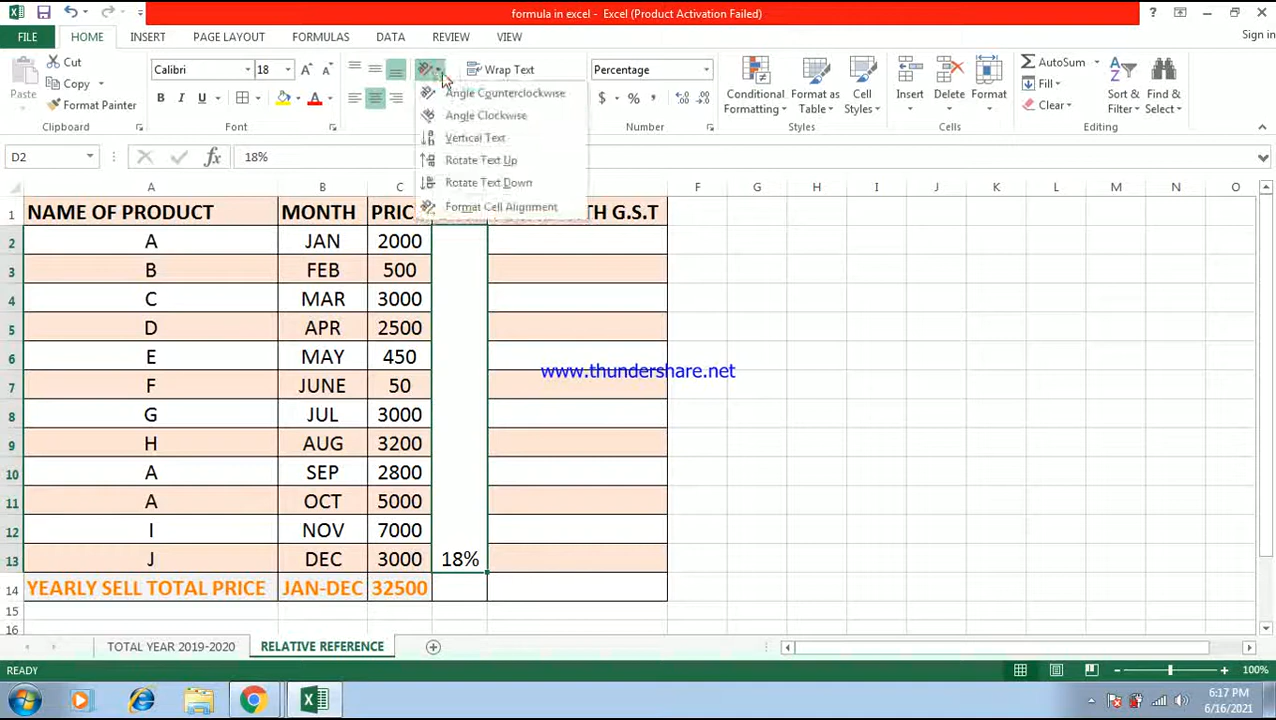 formula in excel - Excel (Product Activation Failed)
FILE HOME INSERT PAGE LAYOUT FORMULAS DATA REVIEW VIEW Sign in
Paste
Cut
Copy
Format Painter
Clipboard
Calibri 18
B I U
Font
Wrap Text
Angle Counterclockwise
Angle Clockwise
Vertical Text
Rotate Text Up
Rotate Text Down
Format Cell Alignment
Percentage
$ % ,
Number
Conditional Formatting
Format as Table
Cell Styles
Styles
Insert Delete Format
Cells
AutoSum
Fill
Clear
Sort & Filter
Find & Select
Editing
D2 fx 18%
A B C F G H I J K L M N O
1 NAME OF PRODUCT MONTH PRIC TH G.S.T
2 A JAN 2000
3 B FEB 500
4 C MAR 3000
5 D APR 2500
6 E MAY 450
www.thundershare.net
7 F JUNE 50
8 G JUL 3000
9 H AUG 3200
10 A SEP 2800
11 A OCT 5000
12 I NOV 7000
13 J DEC 3000 18%
14 YEARLY SELL TOTAL PRICE JAN-DEC 32500
15
16
TOTAL YEAR 2019-2020 RELATIVE REFERENCE
READY 100%
6:17 PM
6/16/2021